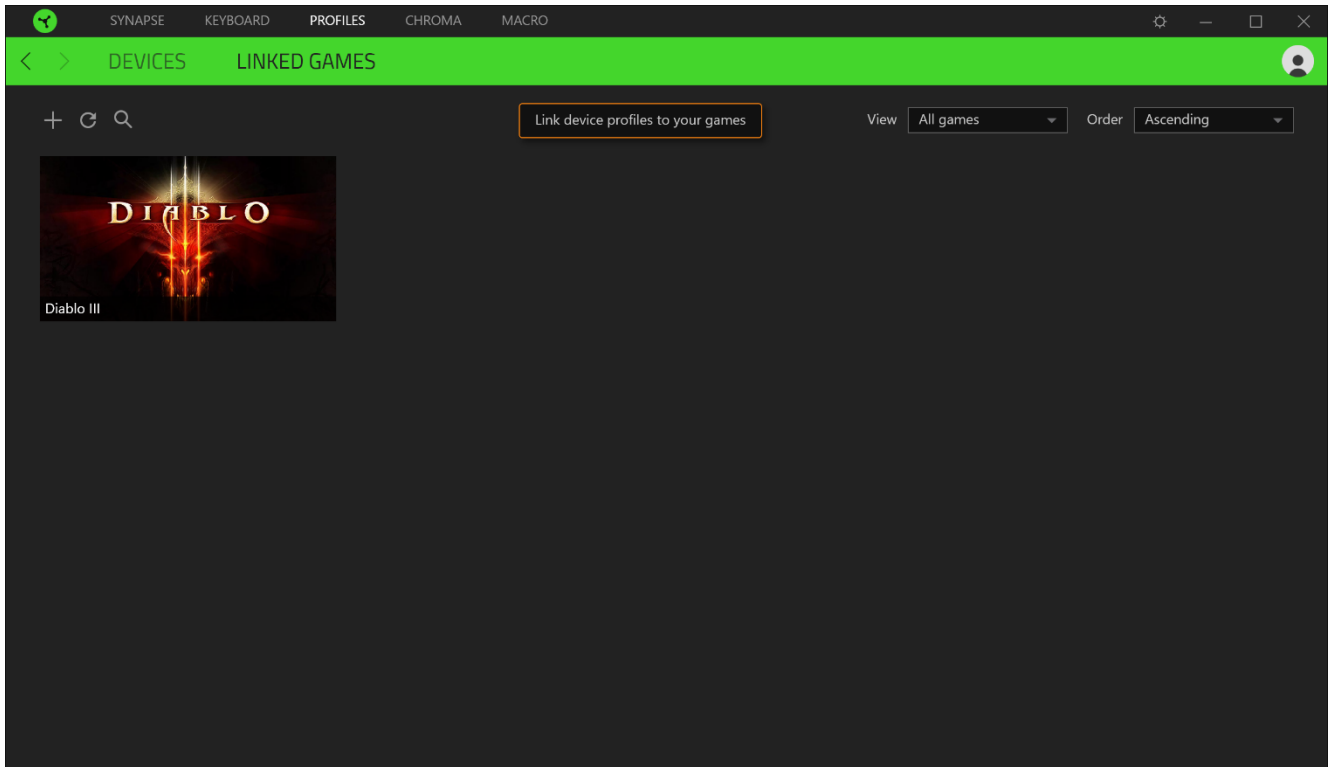 SYNAPSE KEYBOARD PROFILES CHROMA MACRO
DEVICES LINKED GAMES
Link device profiles to your games View All games Order Ascending
DIABLO
III
Diablo III